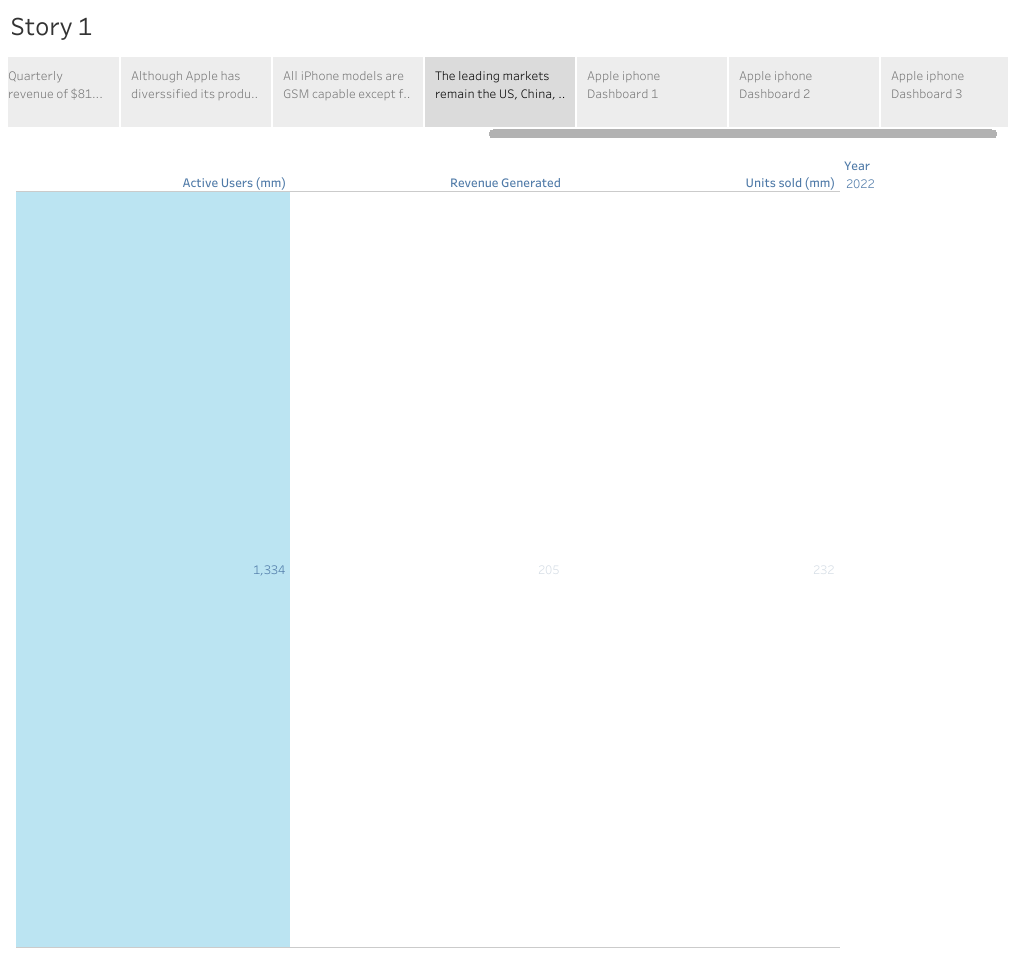 Story 1
Quarterly
revenue of $81...
Although Apple has
diverssified its produ..
All iPhone models are
GSM capable except f..
The leading markets
remain the US, China, ..
Apple iphone
Dashboard 1
Apple iphone
Dashboard 2
Apple iphone
Dashboard 3
Year
Active Users (mm) Revenue Generated Units sold (mm) 2022
1,334 205 232